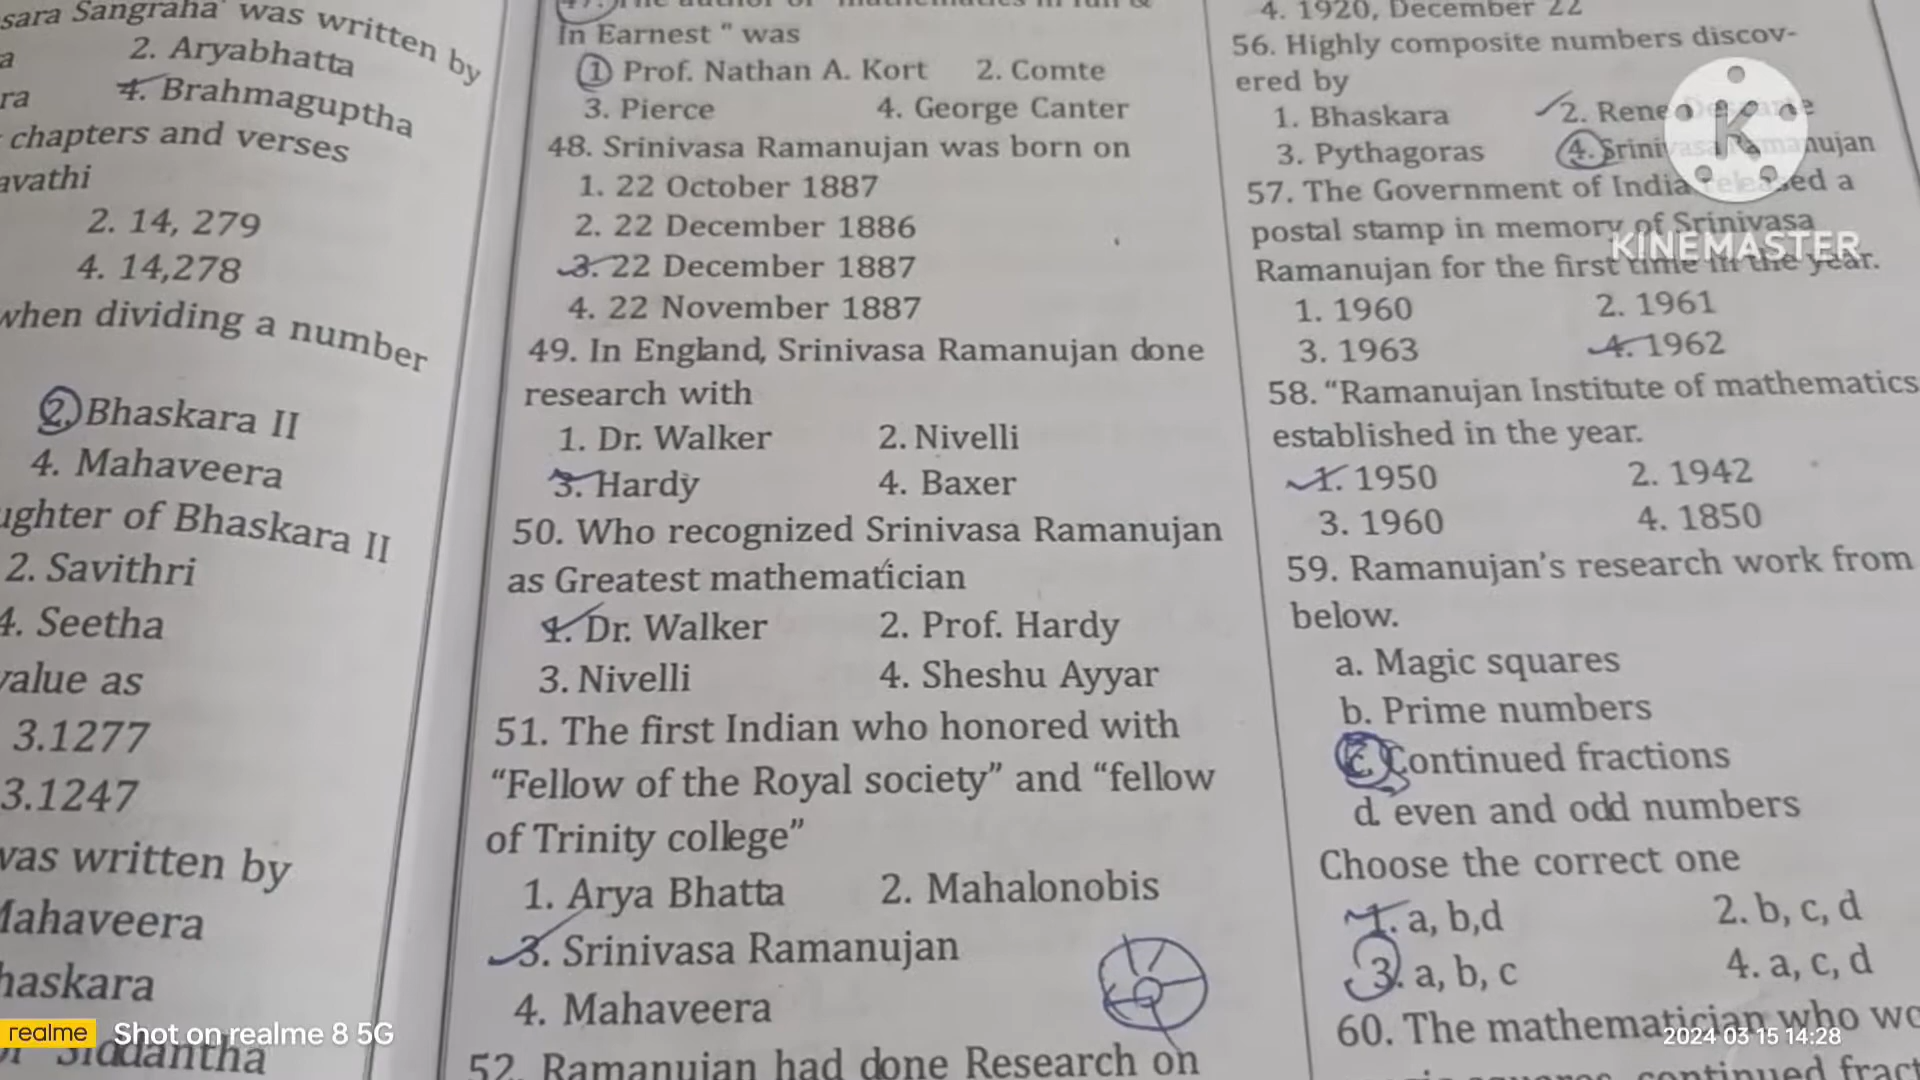 sara Sangraha' was written by
2. Aryabhatta
ra
4. Brahmaguptha
chapters and verses
avathi
2. 14, 279
4. 14,278
when dividing a number
2. Bhaskara II
4. Mahaveera
ughter of Bhaskara II
2. Savithri
4. Seetha
value as
3.1277
3.1247
was written by
Mahaveera
haskara
Siddantha
In Earnest " was
1 Prof. Nathan A. Kort 2. Comte
3. Pierce 4. George Canter
48. Srinivasa Ramanujan was born on
1. 22 October 1887
2. 22 December 1886
3. 22 December 1887
4. 22 November 1887
49. In England, Srinivasa Ramanujan done
research with
1. Dr. Walker 2. Nivelli
3. Hardy 4. Baxer
50. Who recognized Srinivasa Ramanujan
as Greatest mathematician
1. Dr. Walker 2. Prof. Hardy
3. Nivelli 4. Sheshu Ayyar
51. The first Indian who honored with
"Fellow of the Royal society" and "fellow
of Trinity college"
1. Arya Bhatta 2. Mahalonobis
3. Srinivasa Ramanujan
4. Mahaveera
52. Ramanujan had done Research on
4. 1920, December 22
56. Highly composite numbers discov-
ered by
1. Bhaskara 2. Rene
3. Pythagoras 4. Srinivasa Ramanujan
57. The Government of India released a
postal stamp in memory of Srinivasa
Ramanujan for the first time in the year.
1. 1960 2. 1961
3. 1963 4. 1962
58. "Ramanujan Institute of mathematics
established in the year.
1. 1950 2. 1942
3. 1960 4. 1850
59. Ramanujan's research work from
below.
a. Magic squares
b. Prime numbers
c. Continued fractions
d. even and odd numbers
Choose the correct one
1. a, b,d 2. b, c, d
3. a, b, c 4. a, c, d
60. The mathematician who wo
continued fract
K
KINEMASTER
realme Shot on realme 8 5G
2024 03 15 14:28